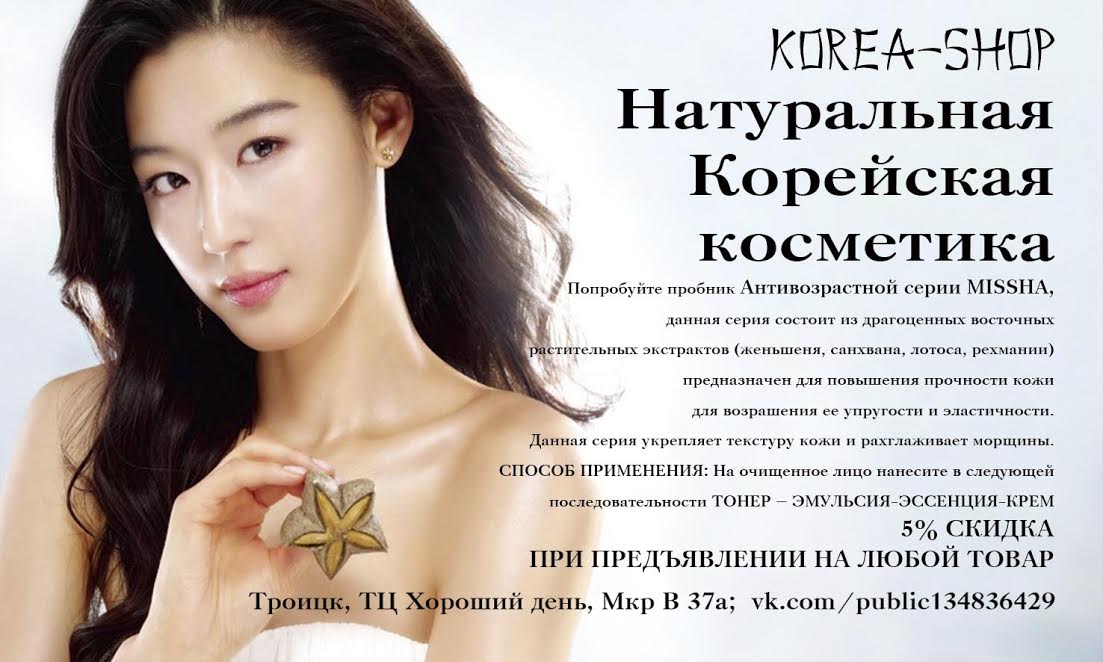 KOREA-SHOP
Натуральная
Корейская
косметика
Попробуйте пробник Антивозрастной серии MISSHA,
данная серия состоит из драгоценных восточных
растительных экстрактов (женьшеня, санхвана, лотоса, рехмании)
предназначен для повышения прочности кожи
для возрашения ее упругости и эластичности.
Данная серия укрепляет текстуру кожи и рахглаживает морщины.
СПОСОБ ПРИМЕНЕНИЯ: На очищенное лицо нанесите в следующей
последовательности ТОНЕР – ЭМУЛЬСИЯ-ЭССЕНЦИЯ-КРЕМ
5% СКИДКА
ПРИ ПРЕДЪЯВЛЕНИИ НА ЛЮБОЙ ТОВАР
Троицк, ТЦ Хороший день, Мкр В 37а; vk.com/public134836429